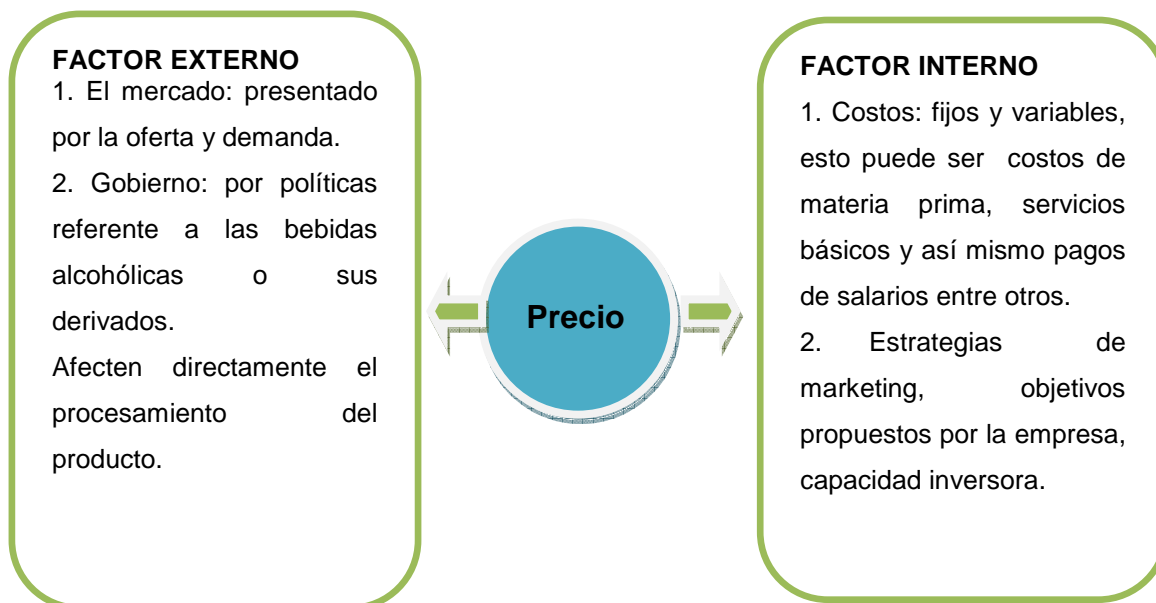 FACTOR EXTERNO
1. El mercado: presentado
por la oferta y demanda.
2. Gobierno: por políticas
referente a las bebidas
alcohólicas o sus
derivados.
Afecten directamente el
procesamiento del
producto.
Precio
FACTOR INTERNO
1. Costos: fijos y variables,
esto puede ser costos de
materia prima, servicios
básicos y así mismo pagos
de salarios entre otros.
2. Estrategias de
marketing, objetivos
propuestos por la empresa,
capacidad inversora.